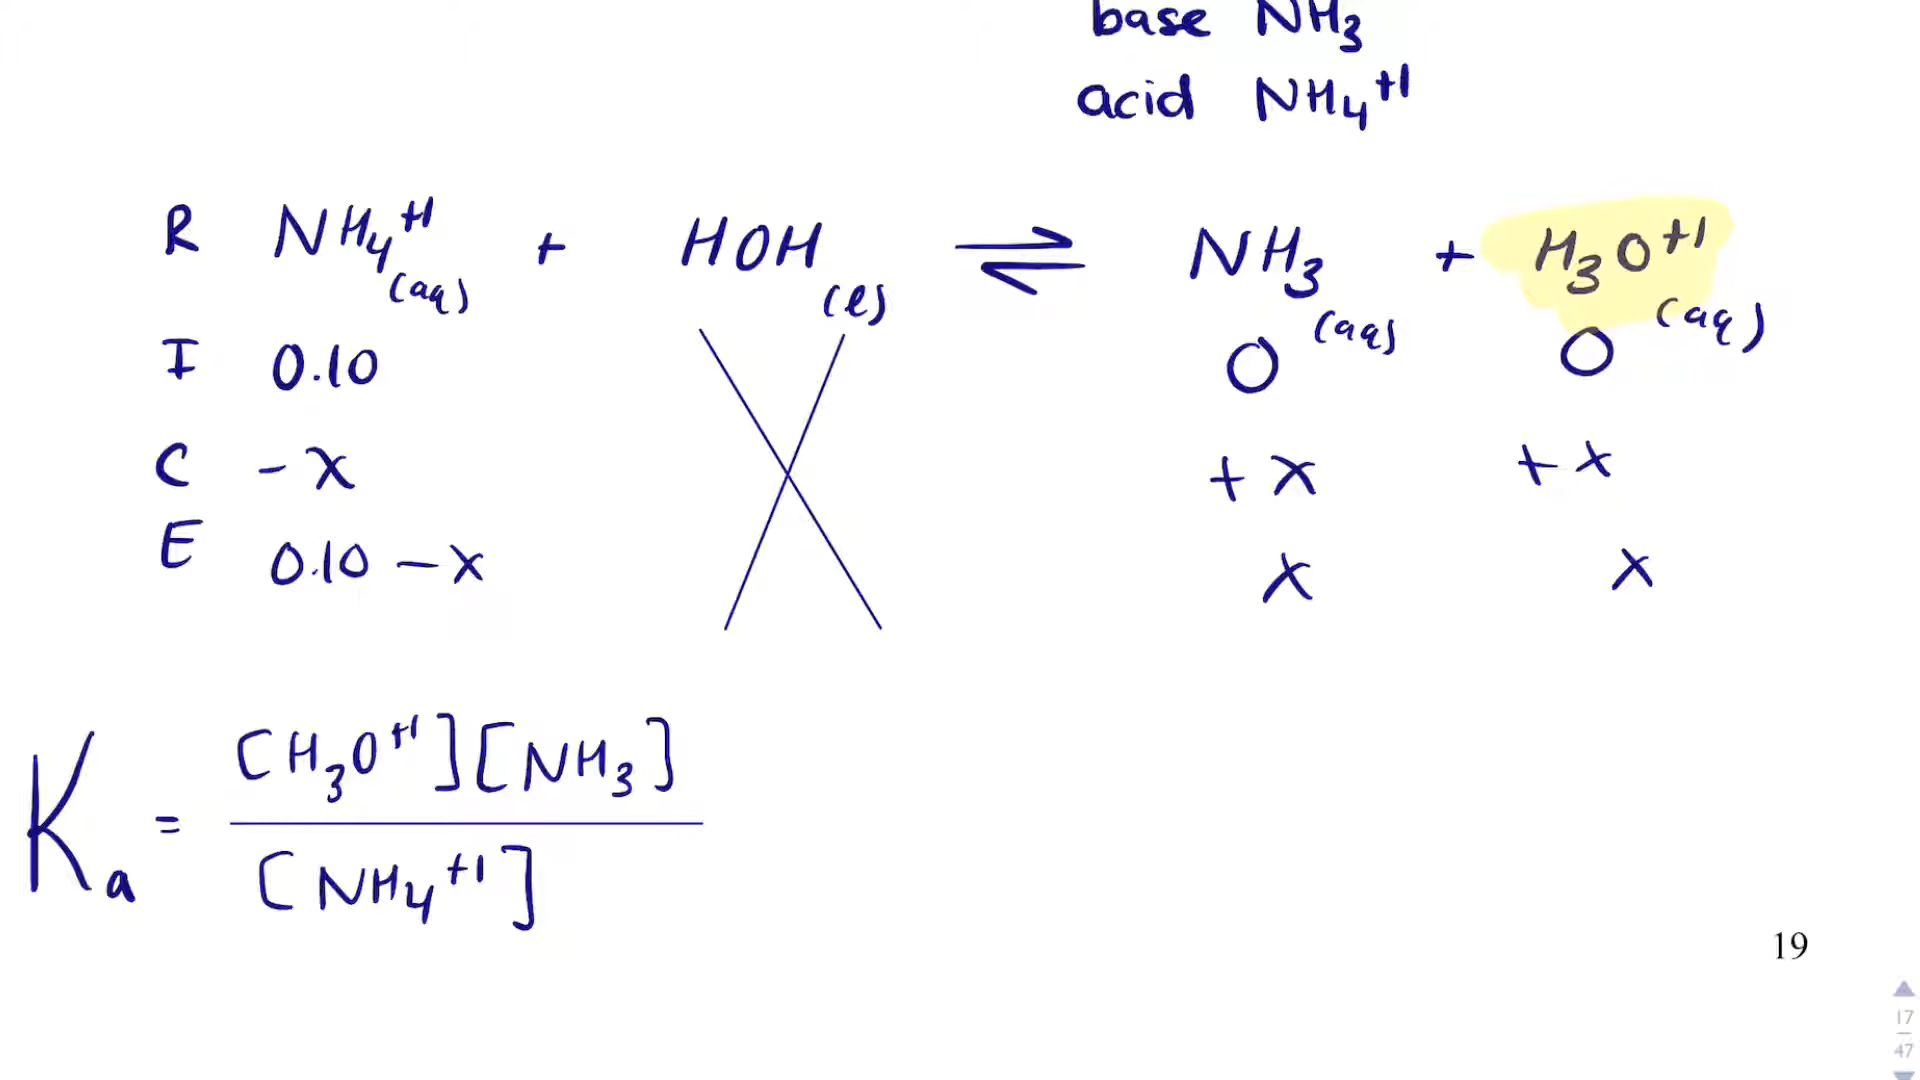 base NH₃
acid NH₄⁺¹
R NH₄⁺¹(aq) + HOH(l) ⇌ NH₃(aq) + H₃O⁺¹(aq)
I 0.10 0 0
C -x +x +x
E 0.10 -x x x
Kₐ = [H₃O⁺¹][NH₃]
[NH₄⁺¹]
19
17
47